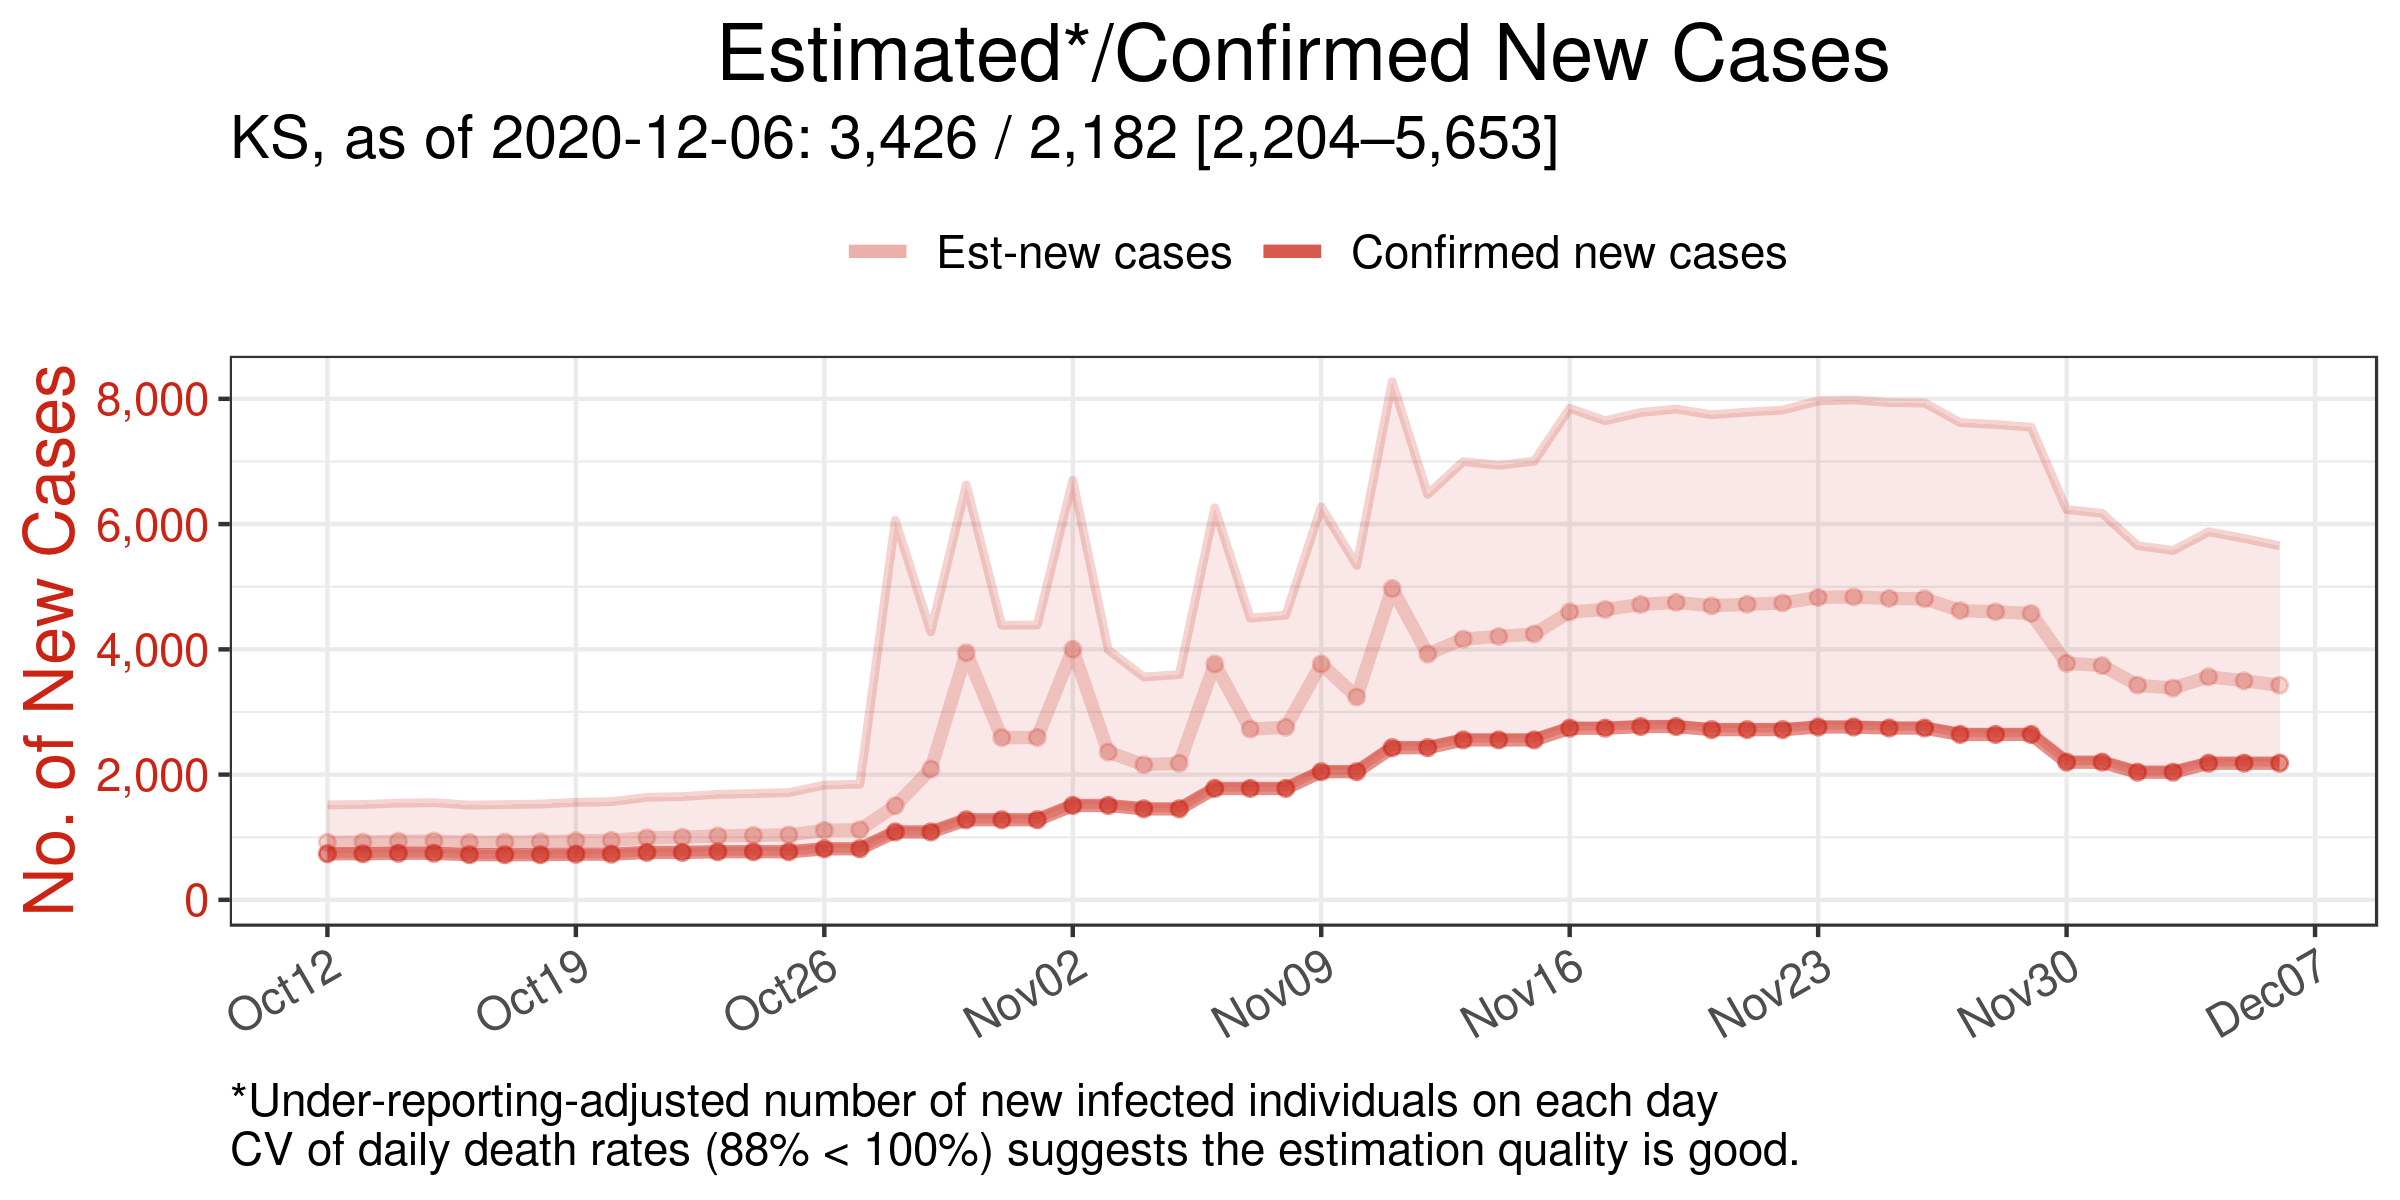 Estimated*/Confirmed New Cases
KS, as of 2020-12-06: 3,426 / 2,182 [2,204–5,653]
Est-new cases Confirmed new cases
No. of New Cases
8,000
6,000
4,000
2,000
0
Oct12 Oct19 Oct26 Nov02 Nov09 Nov16 Nov23 Nov30 Dec07
*Under-reporting-adjusted number of new infected individuals on each day
CV of daily death rates (88% < 100%) suggests the estimation quality is good.